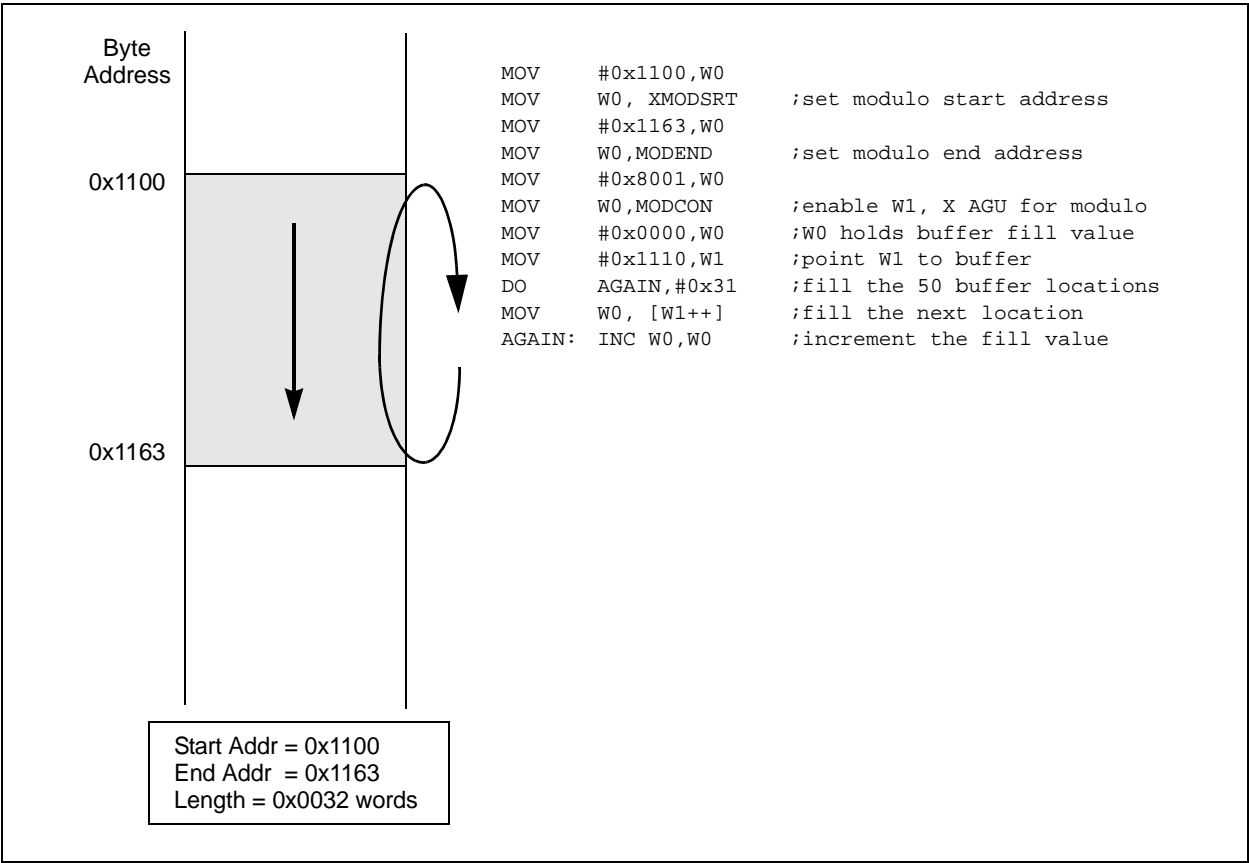 Byte
Address
0x1100
0x1163
MOV #0x1100,W0
MOV W0, XMODSRT ;set modulo start address
MOV #0x1163,W0
MOV W0,MODEND ;set modulo end address
MOV #0x8001,W0
MOV W0,MODCON ;enable W1, X AGU for modulo
MOV #0x0000,W0 ;W0 holds buffer fill value
MOV #0x1110,W1 ;point W1 to buffer
DO AGAIN,#0x31 ;fill the 50 buffer locations
MOV W0, [W1++] ;fill the next location
AGAIN: INC W0,W0 ;increment the fill value
Start Addr = 0x1100
End Addr = 0x1163
Length = 0x0032 words